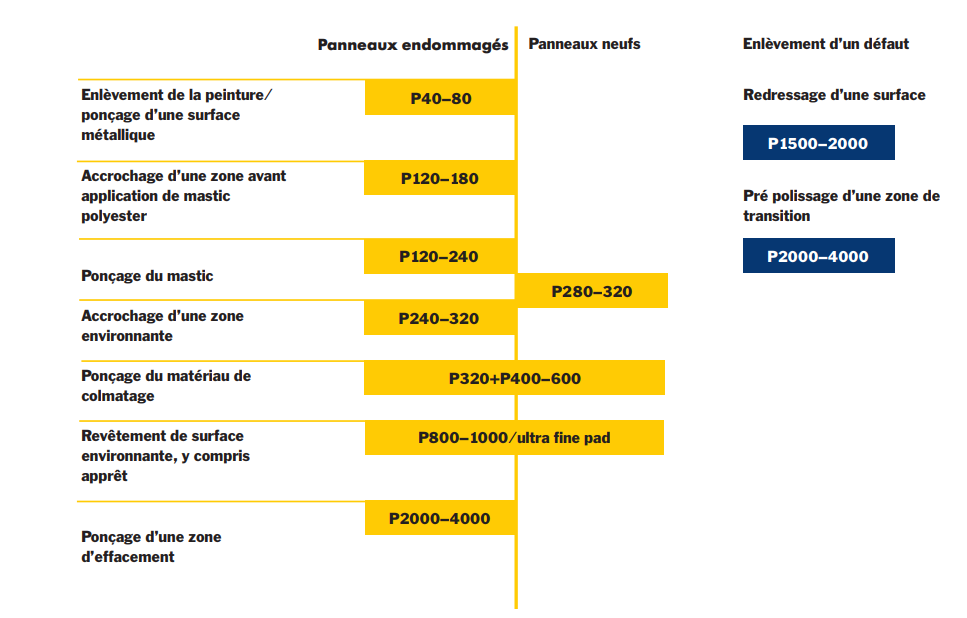 Panneaux endommagés
Panneaux neufs
Enlèvement de la peinture/
ponçage d'une surface
métallique
P40–80
Accrochage d'une zone avant
application de mastic
polyester
P120–180
P120–240
Ponçage du mastic
P280–320
Accrochage d'une zone
environnante
P240–320
Ponçage du matériau de
colmatage
P320+P400–600
Revêtement de surface
environnante, y compris
apprêt
P800–1000/ultra fine pad
Ponçage d'une zone
d'effacement
P2000–4000
Enlèvement d'un défaut
Redressage d'une surface
P1500–2000
Pré polissage d'une zone de
transition
P2000–4000